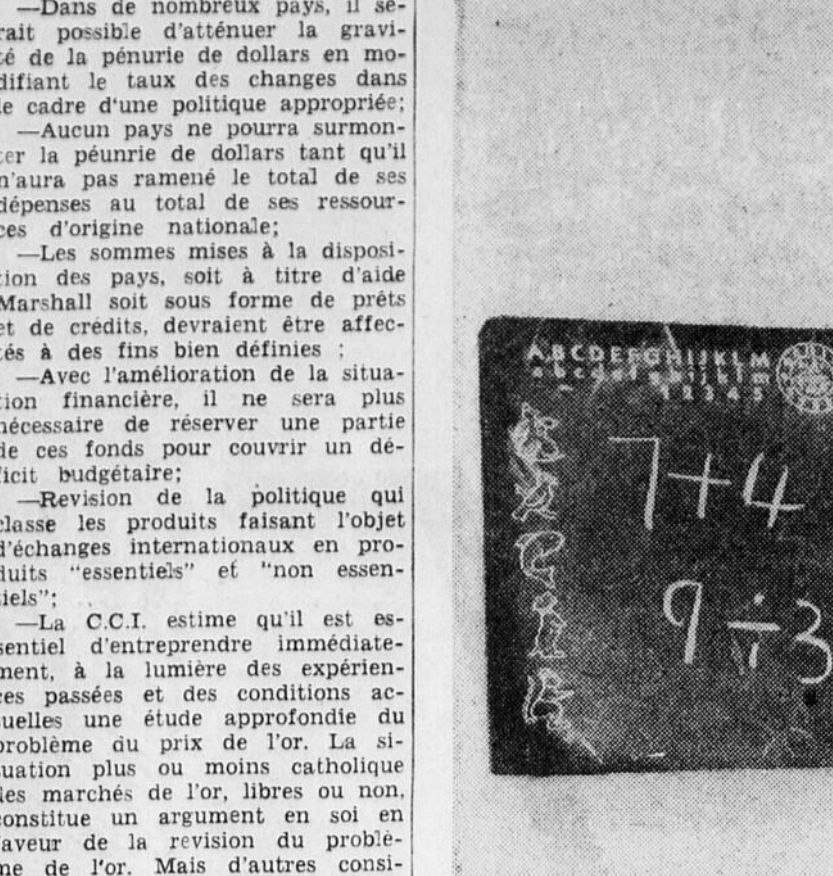 —Dans de nombreux pays, il se-
rait possible d'atténuer la gravi-
té de la pénurie de dollars en mo-
difiant le taux des changes dans
le cadre d'une politique appropriée;
—Aucun pays ne pourra surmon-
ter la péunrie de dollars tant qu'il
n'aura pas ramené le total de ses
dépenses au total de ses ressour-
ces d'origine nationale;
—Les sommes mises à la disposi-
tion des pays, soit à titre d'aide
Marshall soit sous forme de prêts
et de crédits, devraient être affec-
tés à des fins bien définies :
—Avec l'amélioration de la situa-
tion financière, il ne sera plus
nécessaire de réserver une partie
de ces fonds pour couvrir un dé-
ficit budgétaire;
—Revision de la politique qui
classe les produits faisant l'objet
d'échanges internationaux en pro-
duits "essentiels" et "non essen-
tiels";
—La C.C.I. estime qu'il est es-
sentiel d'entreprendre immédiate-
ment, à la lumière des expérien-
ces passées et des conditions ac-
tuelles une étude approfondie du
problème du prix de l'or. La si-
tuation plus ou moins catholique
des marchés de l'or, libres ou non,
constitue un argument en soi en
faveur de la revision du problè-
me de l'or. Mais d'autres consi-
ABCDEFGHIJKLM
abcdefghijklm
12345
7+4
9÷3